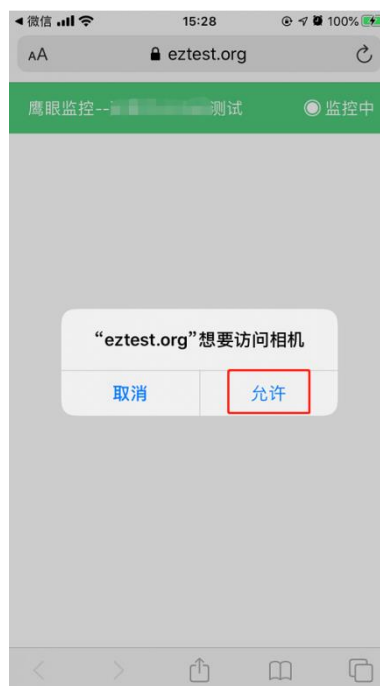 微信
15:28
100%
AA
eztest.org
鹰眼监控--
测试
监控中
“eztest.org”想要访问相机
取消
允许